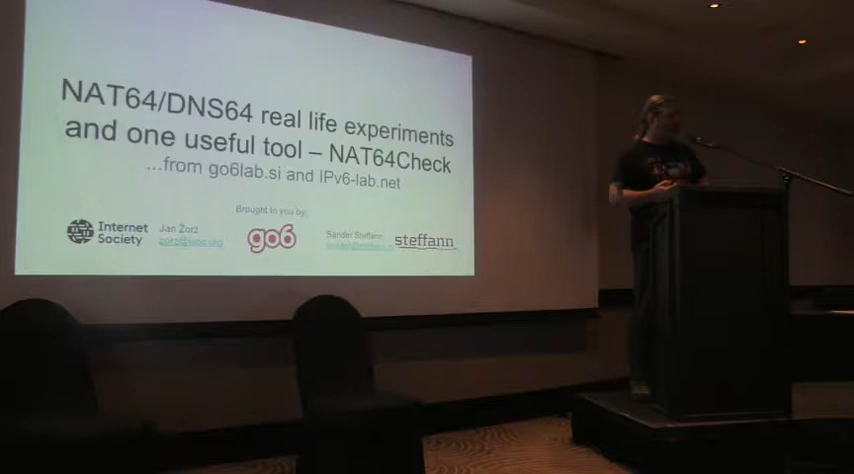 NAT64/DNS64 real life experiments
and one useful tool – NAT64Check
...from go6lab.si and IPv6-lab.net
Brought to you by:
Internet
Society
Jan Žorž
go6
Sander Steffann
steffann